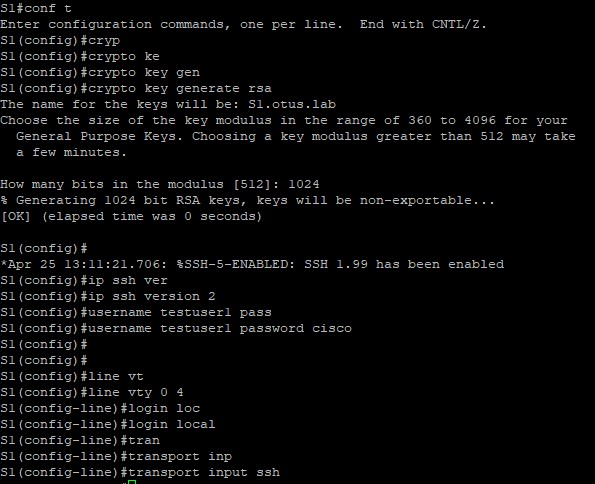 S1#conf t
Enter configuration commands, one per line.  End with CNTL/Z.
S1(config)#cryp
S1(config)#crypto ke
S1(config)#crypto key gen
S1(config)#crypto key generate rsa
The name for the keys will be: S1.otus.lab
Choose the size of the key modulus in the range of 360 to 4096 for your
  General Purpose Keys. Choosing a key modulus greater than 512 may take
  a few minutes.

How many bits in the modulus [512]: 1024
% Generating 1024 bit RSA keys, keys will be non-exportable...
[OK] (elapsed time was 0 seconds)

S1(config)#
*Apr 25 13:11:21.706: %SSH-5-ENABLED: SSH 1.99 has been enabled
S1(config)#ip ssh ver
S1(config)#ip ssh version 2
S1(config)#username testuser1 pass
S1(config)#username testuser1 password cisco
S1(config)#
S1(config)#
S1(config)#line vt
S1(config)#line vty 0 4
S1(config-line)#login loc
S1(config-line)#login local
S1(config-line)#tran
S1(config-line)#transport inp
S1(config-line)#transport input ssh